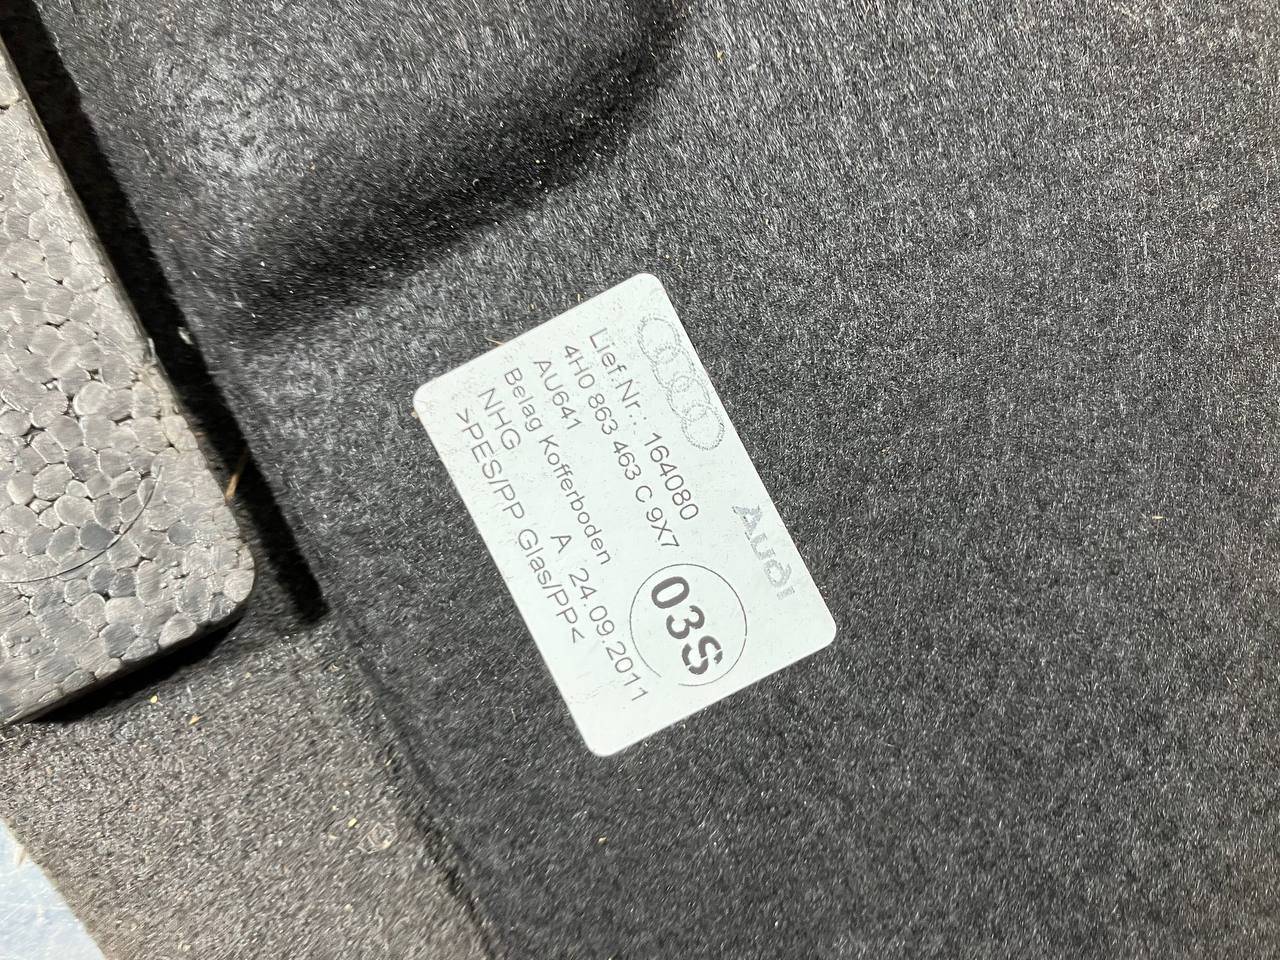 Audi
Lief.Nr.: 164080
4H0 863 463 C 9X7
AU641
Belag Kofferboden
NHG A 24.09.2011
>PES/PP Glas/PP<
03S